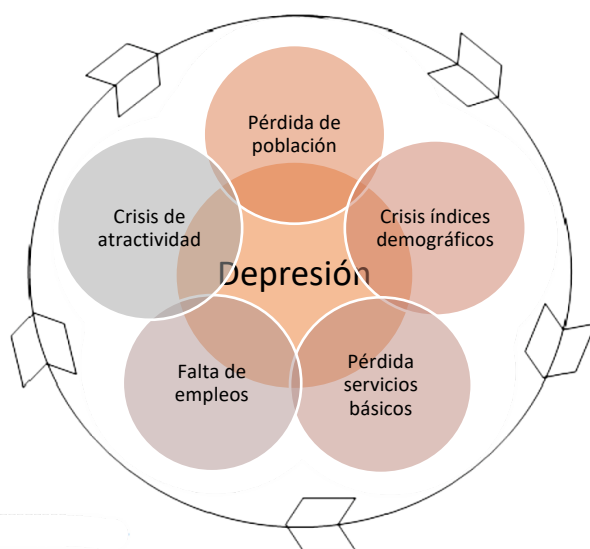 Pérdida de
población
Crisis índices
demográficos
Pérdida
servicios
básicos
Falta de
empleos
Crisis de
atractividad
Depresión